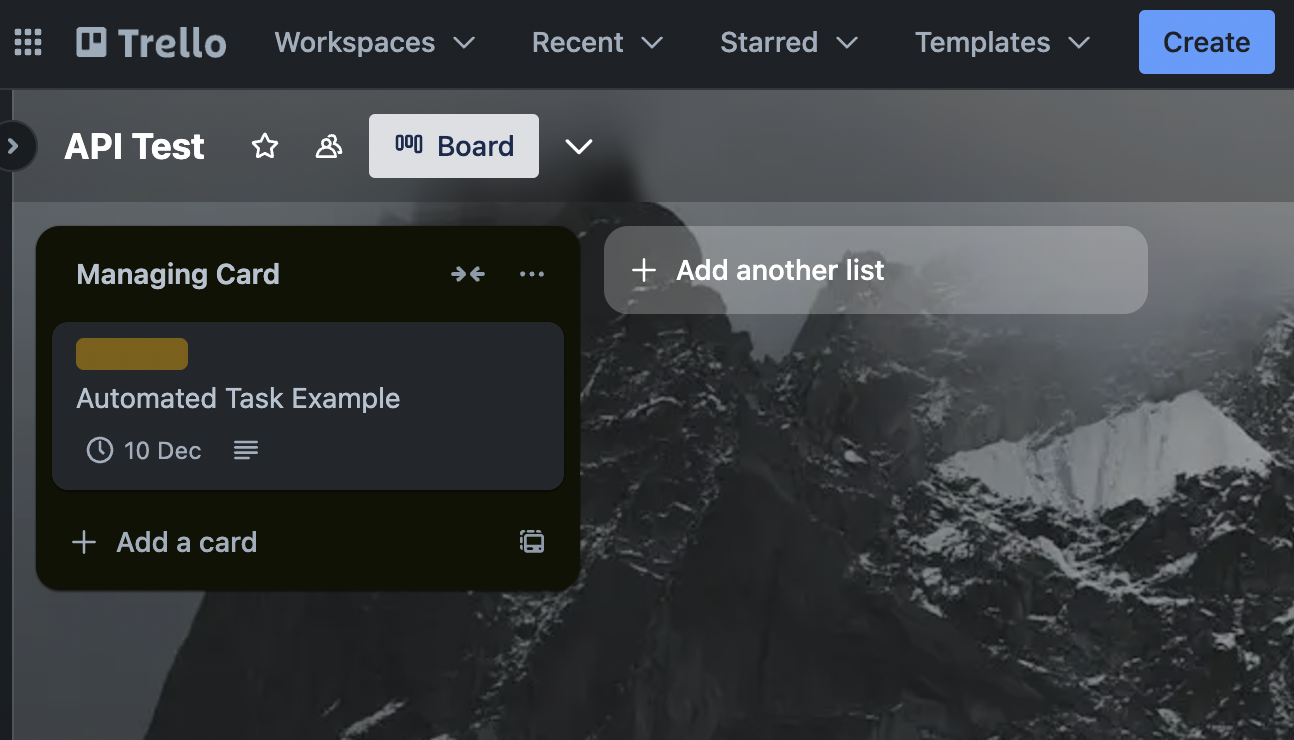 Trello Workspaces Recent Starred Templates Create
API Test Board
Managing Card
Add another list
Automated Task Example
10 Dec
Add a card